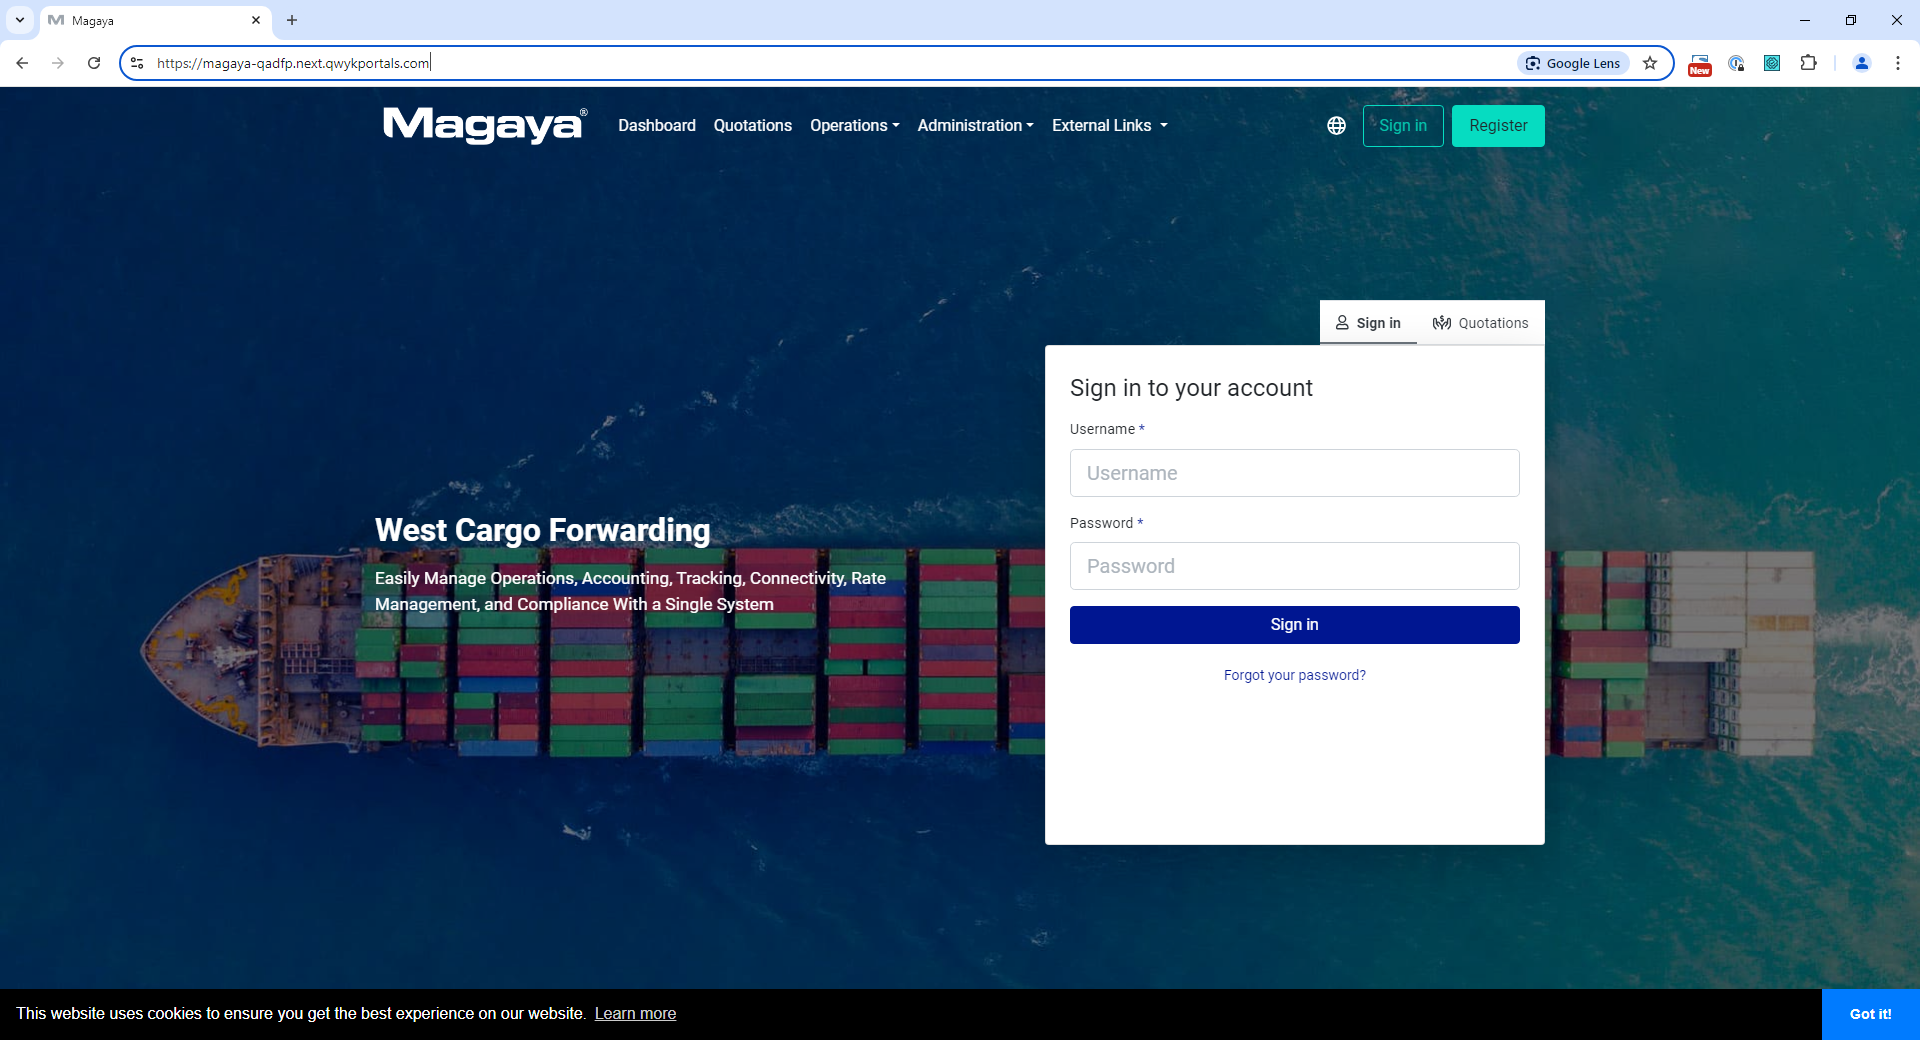 Magaya
https://magaya-qadfp.next.qwykportals.com
Google Lens
New
Magaya®
Dashboard
Quotations
Operations
Administration
External Links
Sign in
Register
Sign in
Quotations
Sign in to your account
Username *
Username
Password *
Password
Sign in
Forgot your password?
West Cargo Forwarding
Easily Manage Operations, Accounting, Tracking, Connectivity, Rate
Management, and Compliance With a Single System
This website uses cookies to ensure you get the best experience on our website. Learn more
Got it!